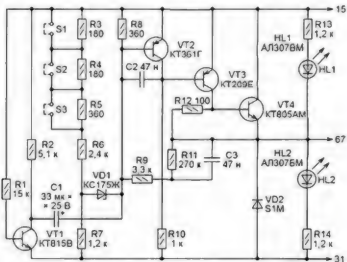 S1
R3
180
R8
360
R13
1,2 к
15
VT2
КТ361Г
HL1
АЛ307ВМ
HL1
S2
R4
180
C2 47 н
VT3
КТ209Е
R12 100
VT4
КТ805АМ
S3
R5
360
67
R2
5,1 к
R6
2,4 к
HL2
АЛ307БМ
R1
15 к
C1
33 мк ×
× 25 В
VD1
КС175Ж
R9
3,3 к
R11
270 к
C3
47 н
HL2
VT1
КТ815В
R7
1,2 к
R10
1 к
VD2
S1M
R14
1,2 к
31